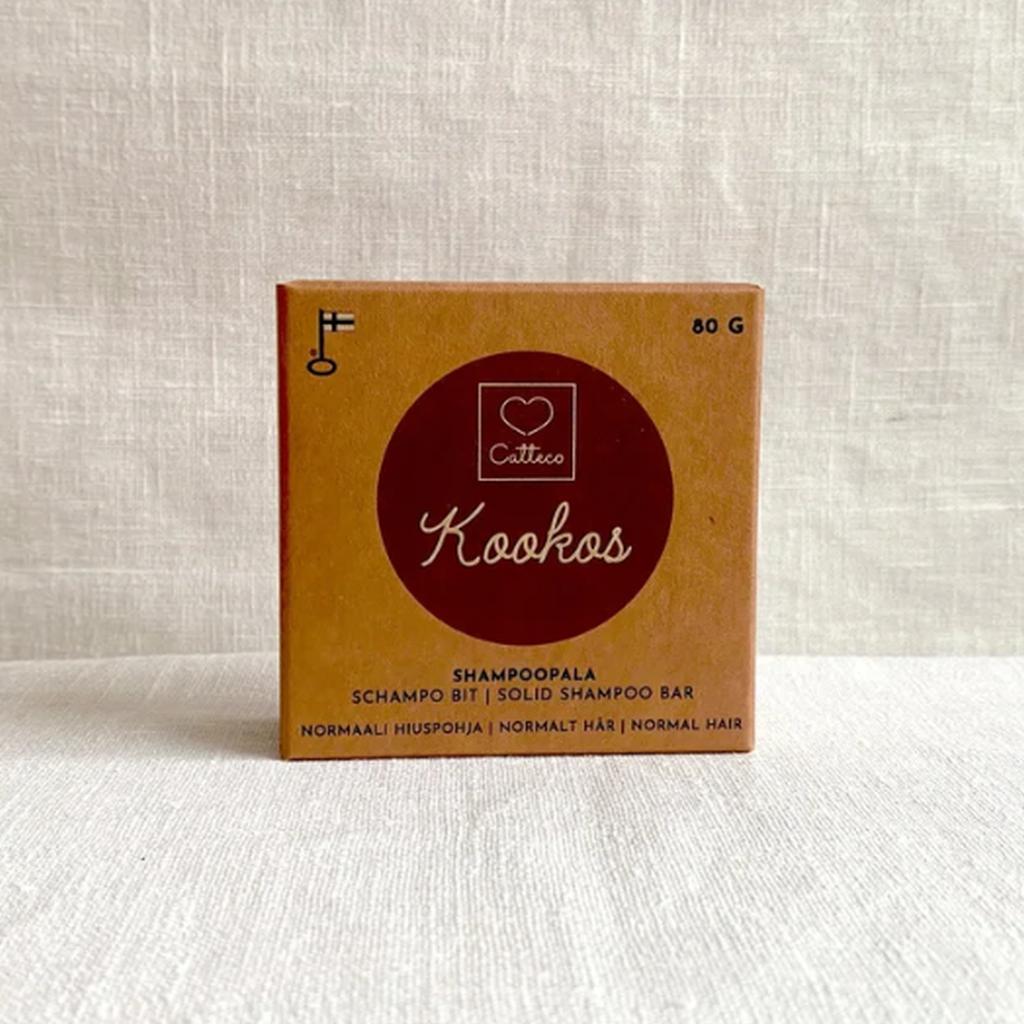 80 G
Catteco
Kookos
SHAMPOOPALA
SCHAMPO BIT | SOLID SHAMPOO BAR
NORMAALI HIUSPOHJA | NORMALT HÅR | NORMAL HAIR